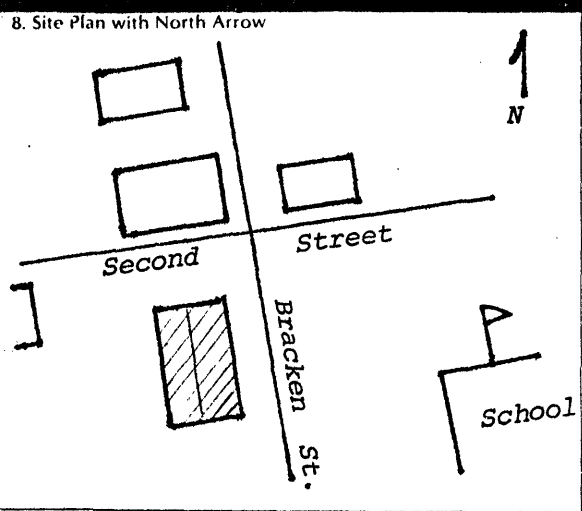 8. Site Plan with North Arrow
N
Second Street
Bracken St.
School